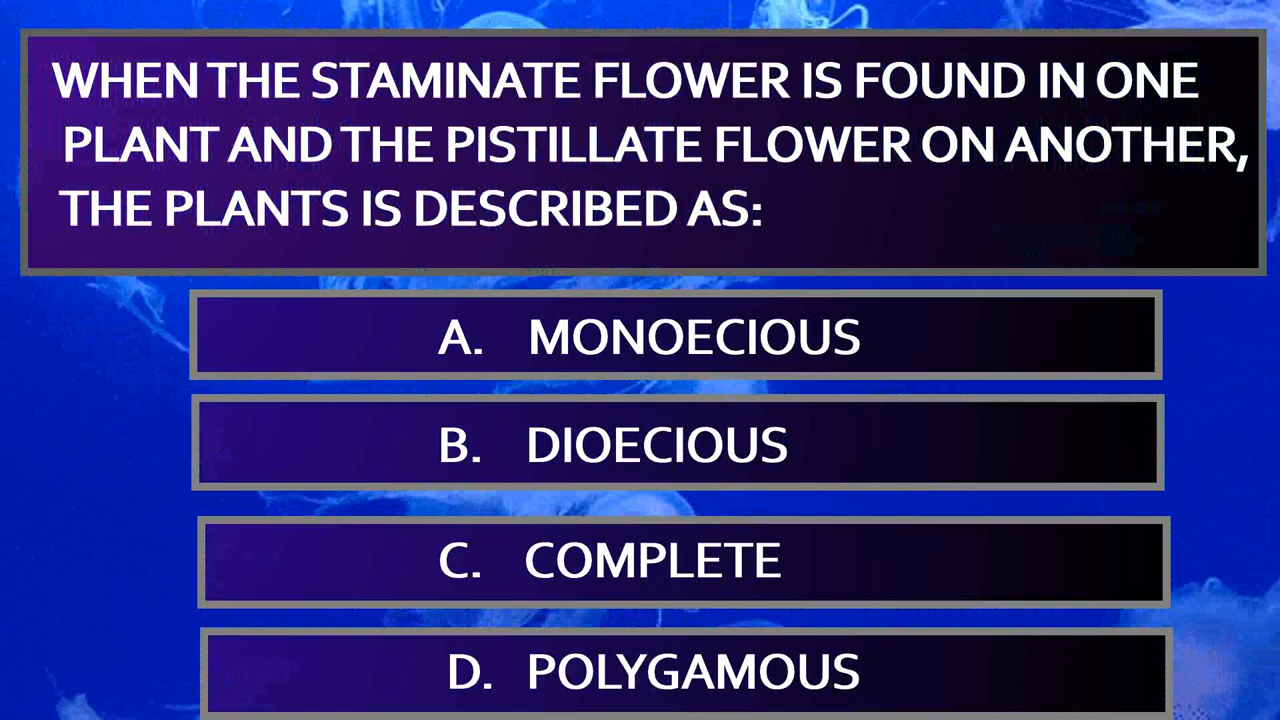 WHEN THE STAMINATE FLOWER IS FOUND IN ONE
PLANT AND THE PISTILLATE FLOWER ON ANOTHER,
THE PLANTS IS DESCRIBED AS:
A. MONOECIOUS
B. DIOECIOUS
C. COMPLETE
D. POLYGAMOUS